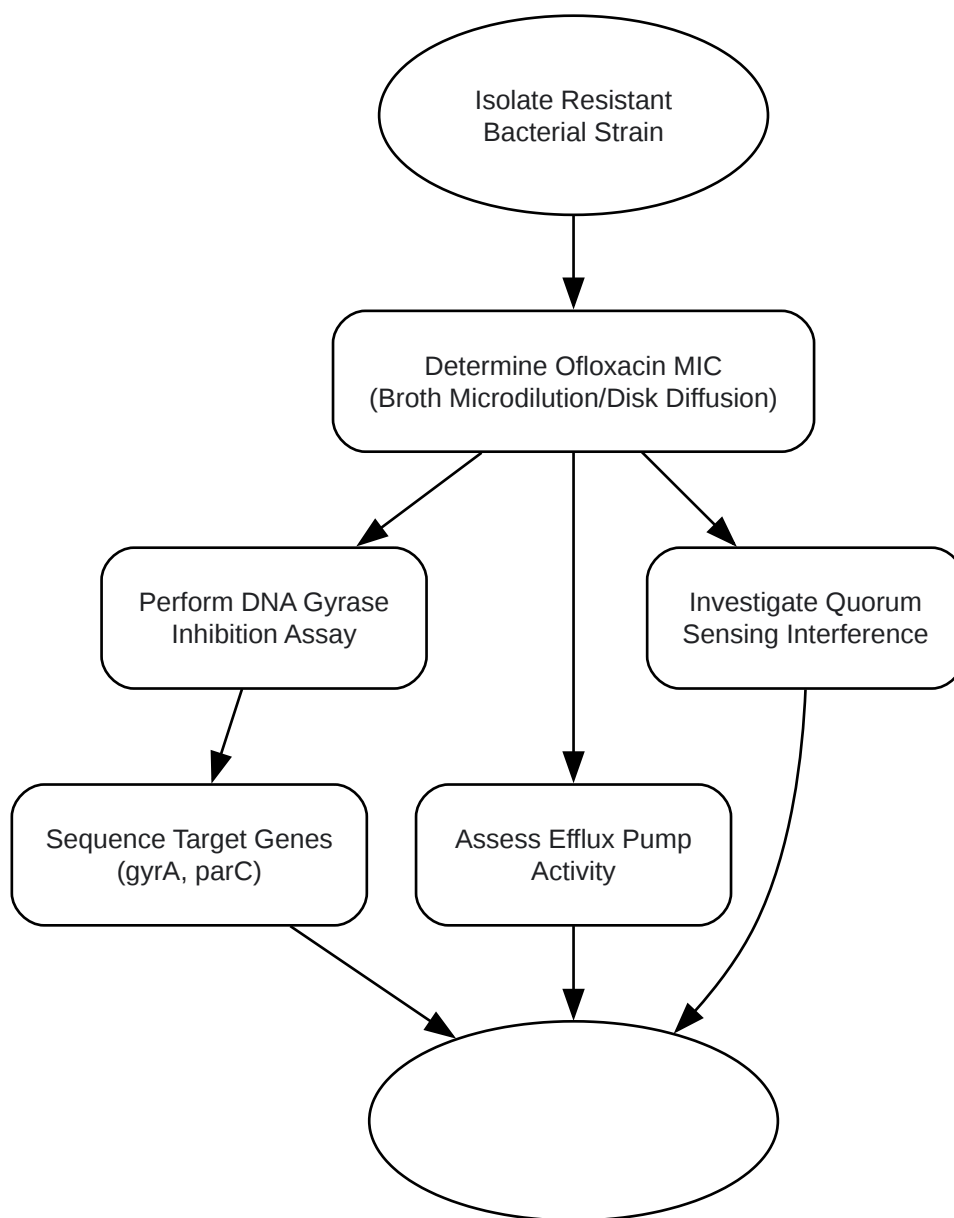 Isolate Resistant
Bacterial Strain
Determine Ofloxacin MIC
(Broth Microdilution/Disk Diffusion)
Perform DNA Gyrase
Inhibition Assay
Investigate Quorum
Sensing Interference
Sequence Target Genes
(gyrA, parC)
Assess Efflux Pump
Activity